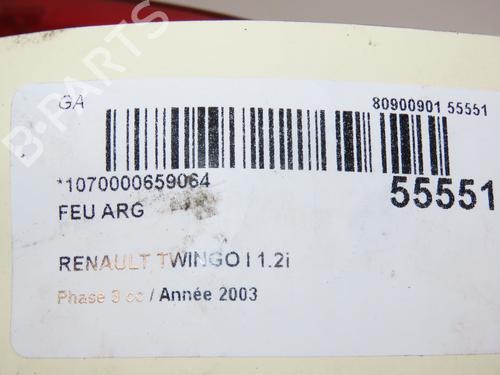 B-PARTS
GA
80900901 55551
*1070000659064
55551
FEU ARG
RENAULT TWINGO I 1.2i
Phase 3 cc / Année 2003